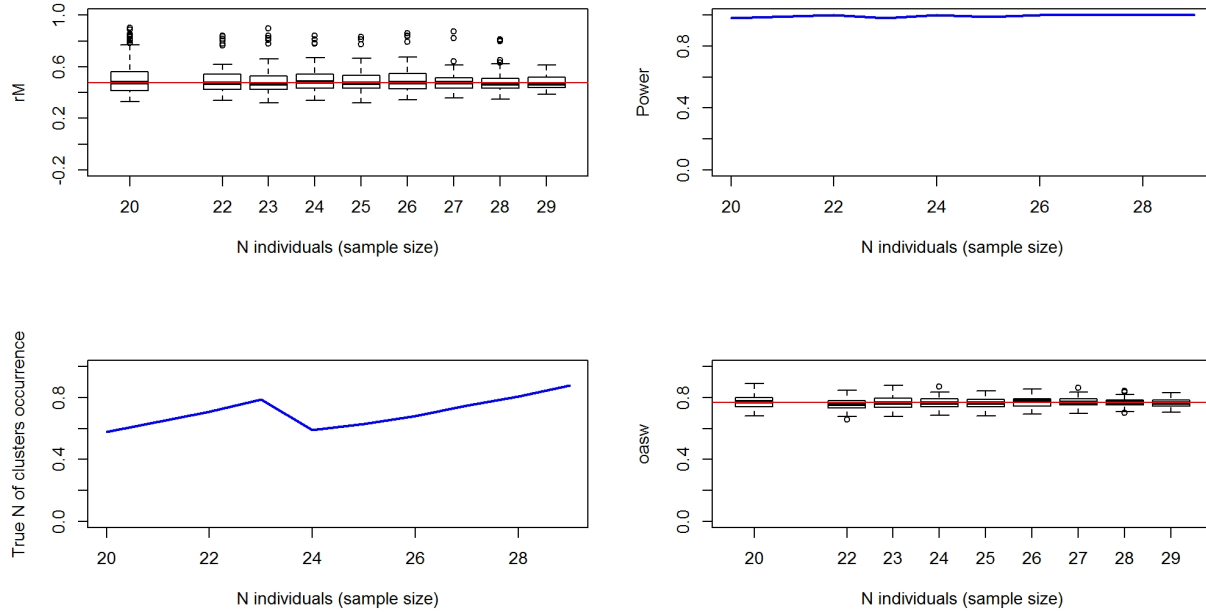 rM
1.0
0.6
0.2
-0.2
20 22 23 24 25 26 27 28 29
N individuals (sample size)
Power
0.8
0.4
0.0
20 22 24 26 28
N individuals (sample size)
True N of clusters occurrence
0.8
0.4
0.0
20 22 24 26 28
N individuals (sample size)
oasw
0.8
0.4
0.0
20 22 23 24 25 26 27 28 29
N individuals (sample size)